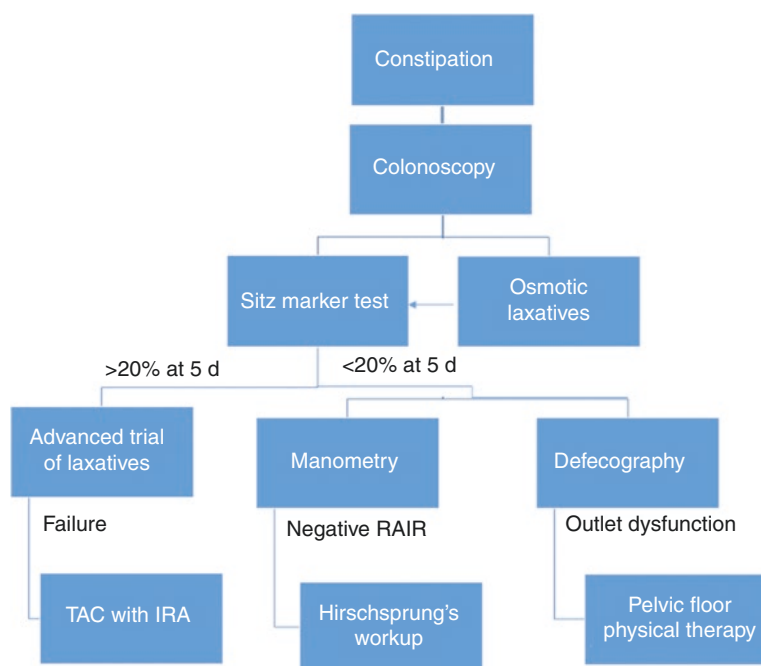 Constipation
Colonoscopy
Sitz marker test
Osmotic
laxatives
>20% at 5 d
<20% at 5 d
Advanced trial
of laxatives
Manometry
Defecography
Failure
Negative RAIR
Outlet dysfunction
TAC with IRA
Hirschsprung's
workup
Pelvic floor
physical therapy